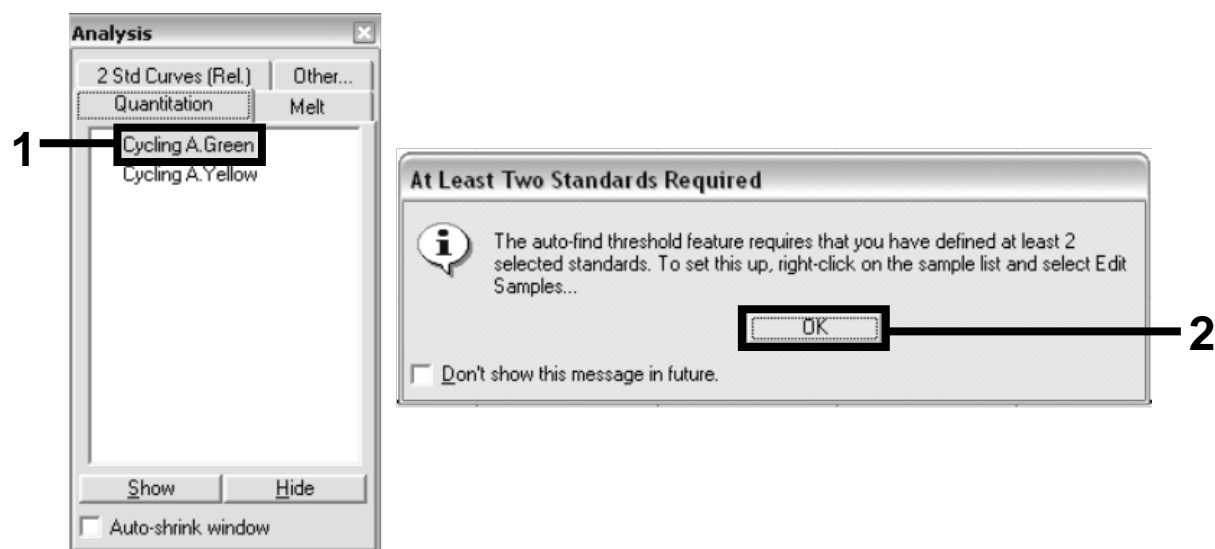 Analysis
2 Std Curves (Rel.) Other...
Quantitation Melt
1
Cycling A.Green
Cycling A.Yellow
Show Hide
Auto-shrink window
At Least Two Standards Required
The auto-find threshold feature requires that you have defined at least 2
selected standards. To set this up, right-click on the sample list and select Edit
Samples...
OK
2
Don't show this message in future.